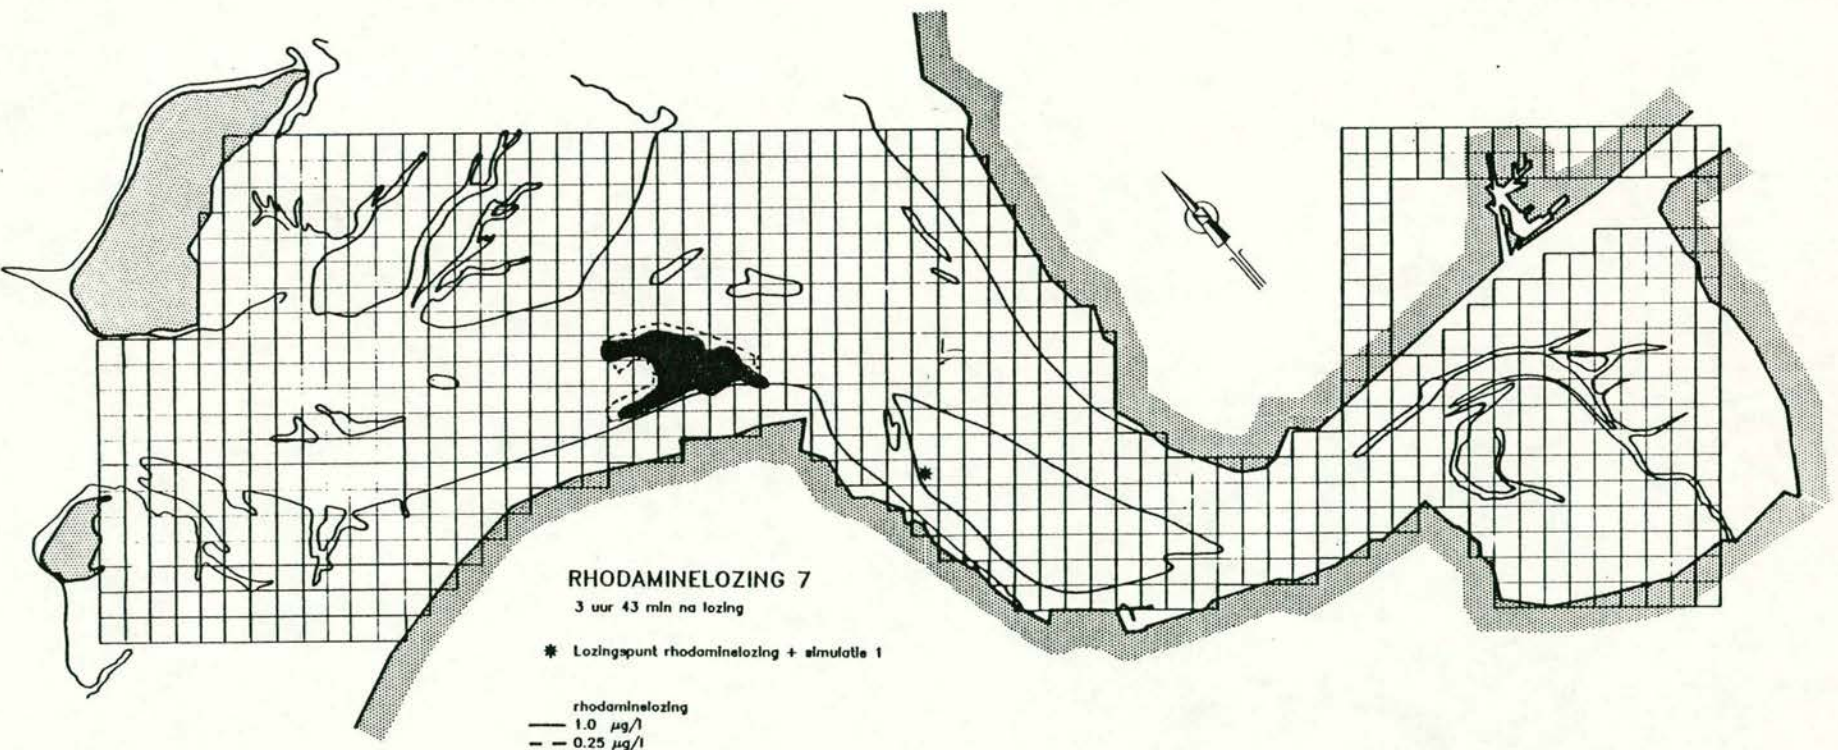 RHODAMINELOZING 7
3 uur 43 min na lozing
Lozingspunt rhodaminelozing + simulatie 1
rhodaminelozing
1.0 µg/l
0.25 µg/l